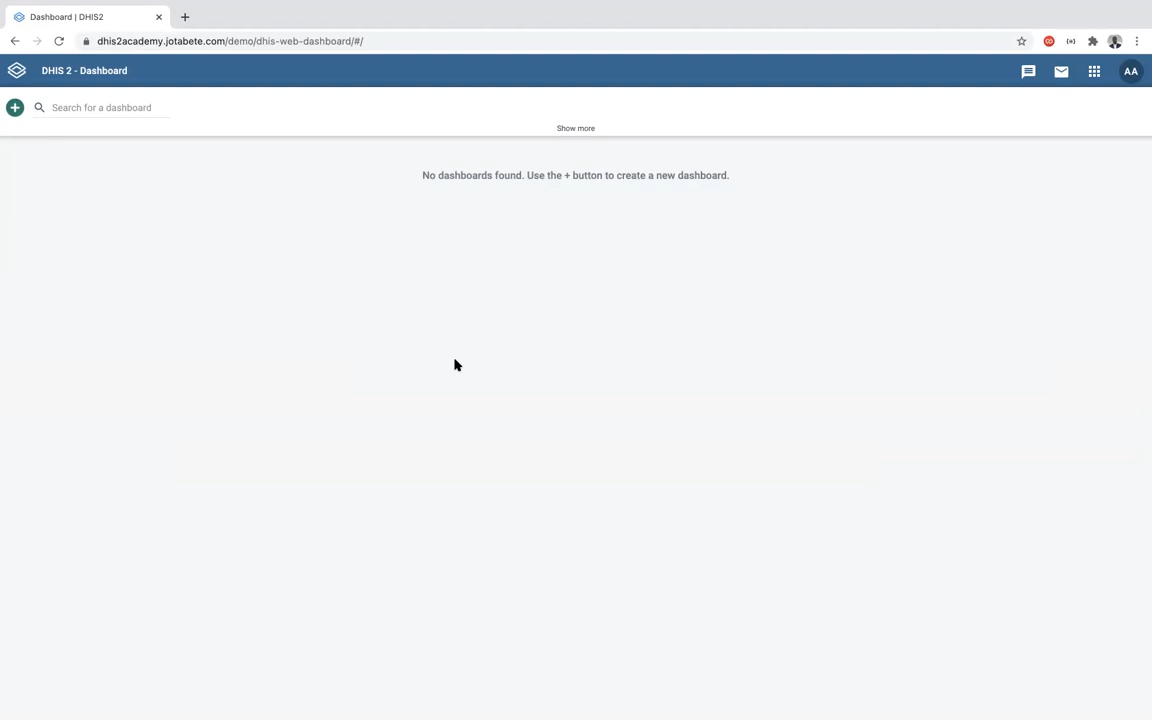 Dashboard | DHIS2
dhis2academy.jotabete.com/demo/dhis-web-dashboard/#/
DHIS 2 - Dashboard
AA
Search for a dashboard
Show more
No dashboards found. Use the + button to create a new dashboard.